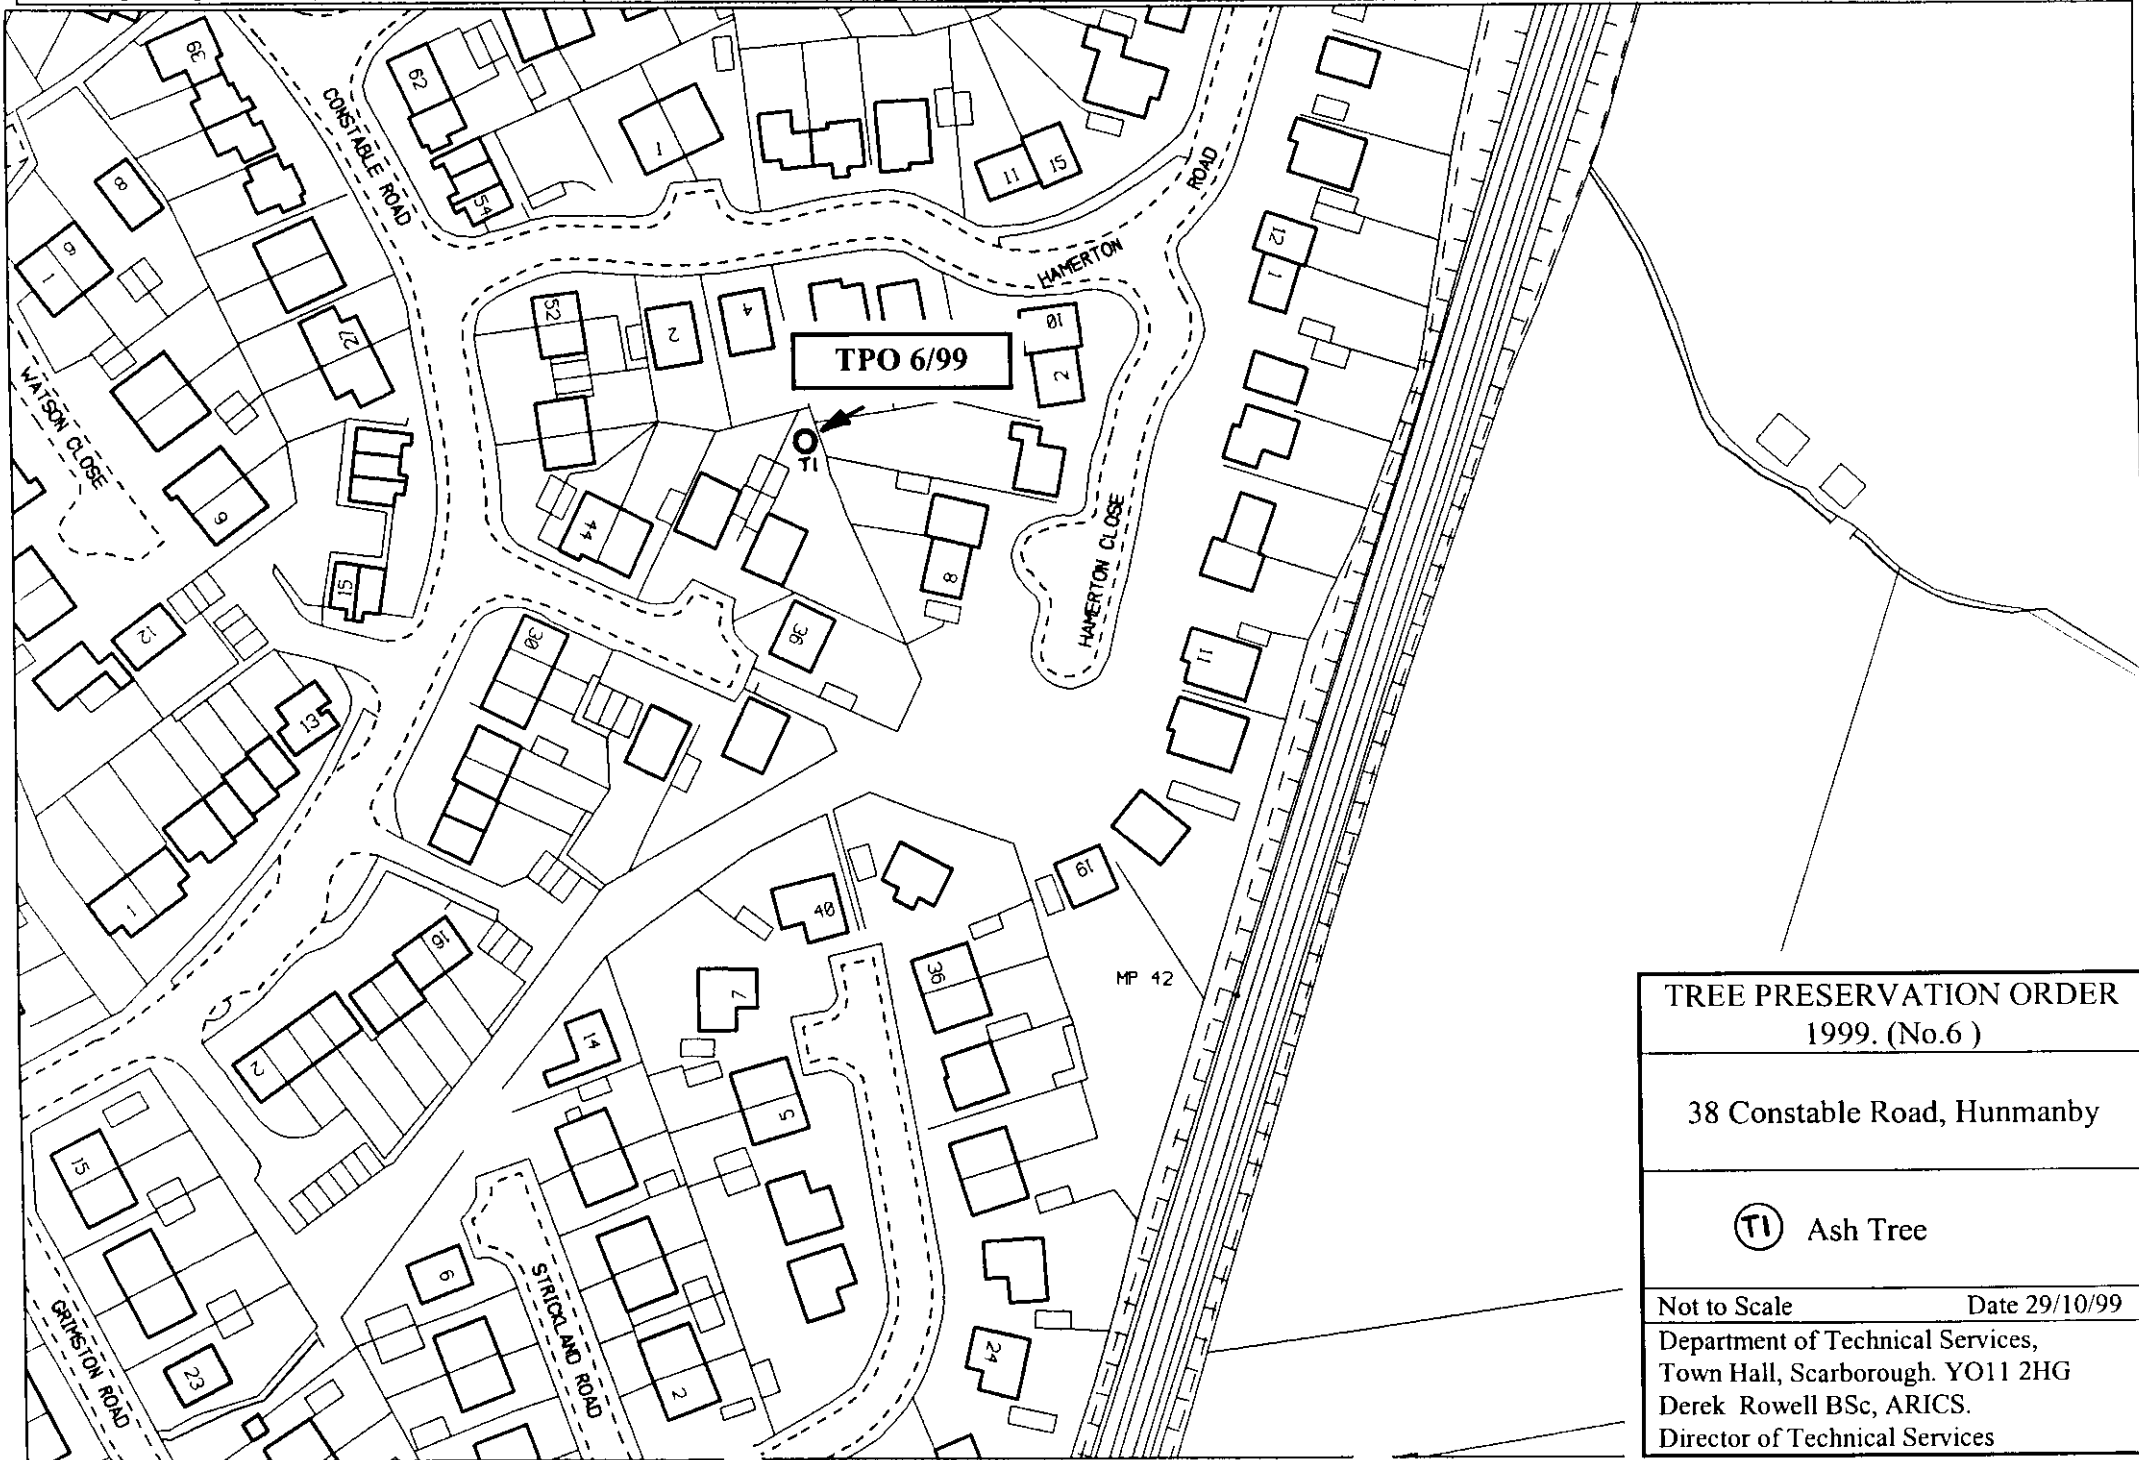 39
62
CONSTABLE ROAD
1
54
11
15
ROAD
8
9
1
12
1
HAMERTON
52
2
4
10
2
27
TPO 6/99
WATSON CLOSE
T1
9
44
8
HAMERTON CLOSE
15
12
30
36
11
13
1
19
40
16
36
MP 42
7
14
2
5
15
6
STRICKLAND ROAD
GRIMSTON ROAD
23
2
24
TREE PRESERVATION ORDER
1999. (No.6 )
38 Constable Road, Hunmanby
T1 Ash Tree
Not to Scale Date 29/10/99
Department of Technical Services,
Town Hall, Scarborough. YO11 2HG
Derek Rowell BSc, ARICS.
Director of Technical Services